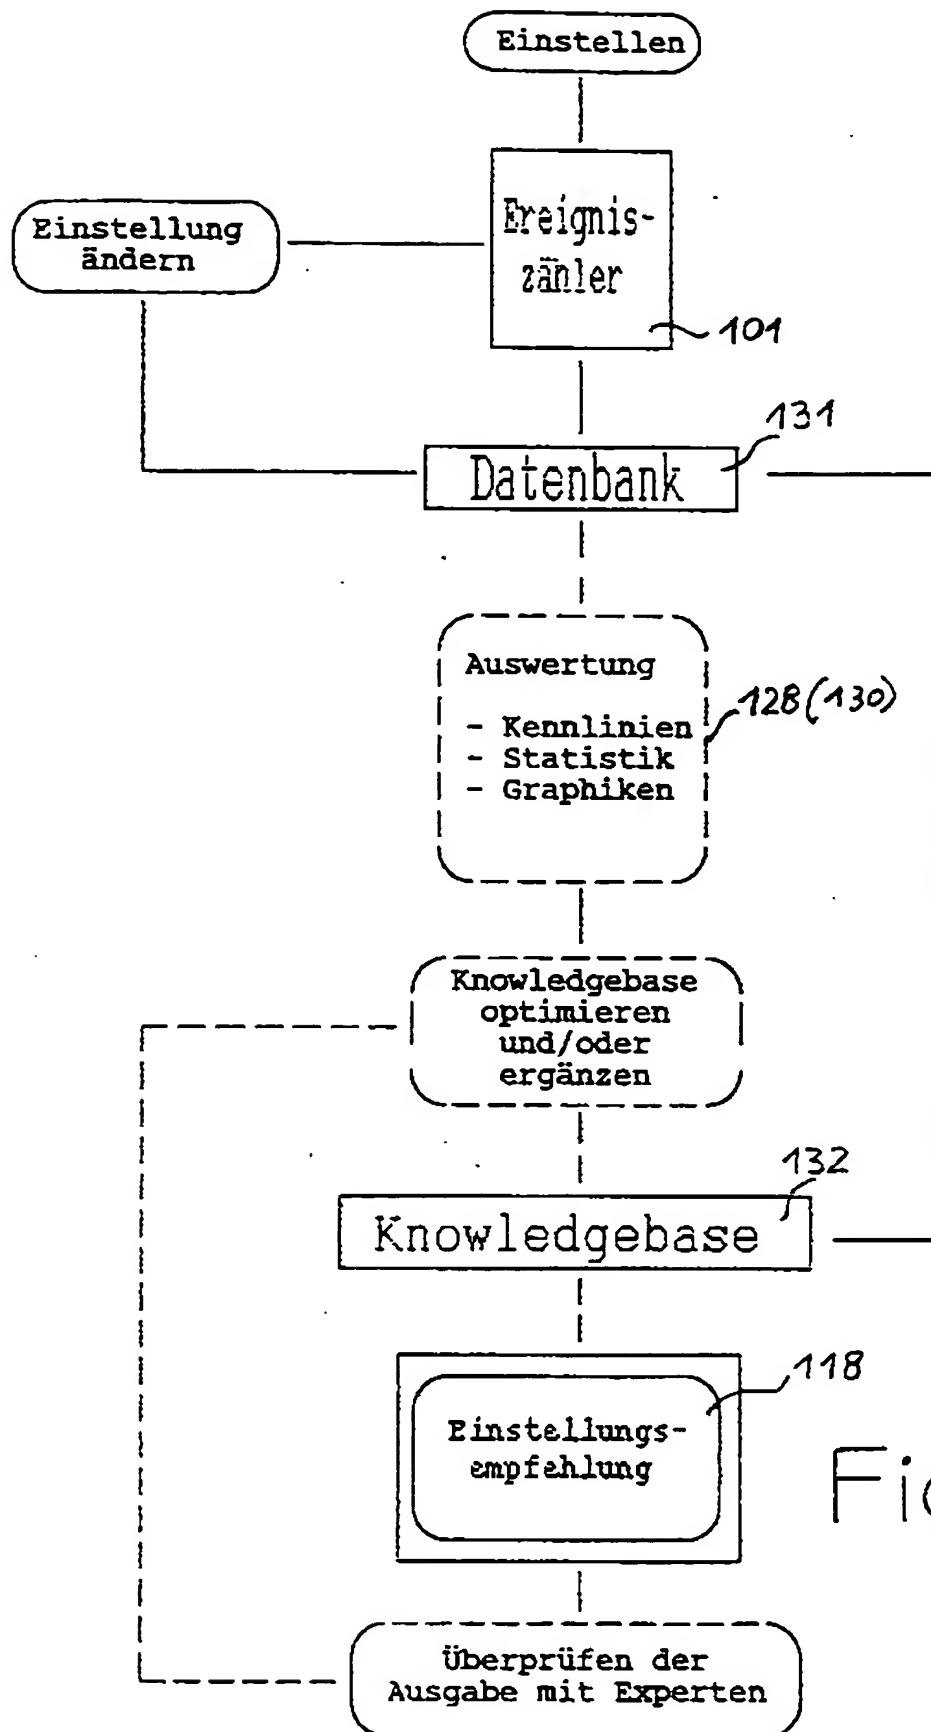 Einstellen
Ereignis-
zähler
Einstellung
ändern
101
131
Datenbank
Auswertung
- Kennlinien
- Statistik
- Graphiken
128(130)
Knowledgebase
optimieren
und/oder
ergänzen
132
Knowledgebase
118
Einstellungs-
empfehlung
Überprüfen der
Ausgabe mit Experten